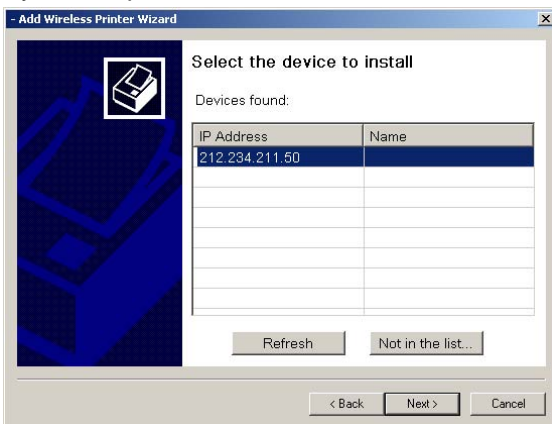 - Add Wireless Printer Wizard
Select the device to install
Devices found:
IP Address Name
212.234.211.50
Refresh Not in the list...
< Back Next > Cancel